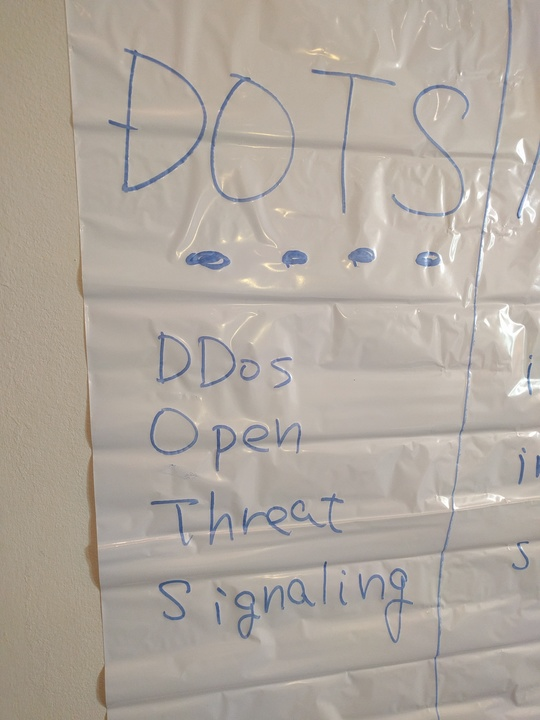 DOTS
DDos
Open
Threat
Signaling